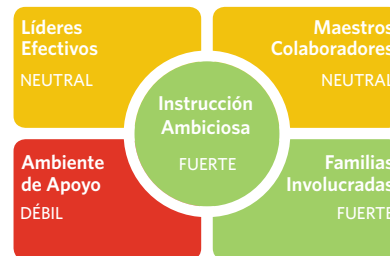 Líderes
Efectivos
NEUTRAL
Maestros
Colaboradores
NEUTRAL
Instrucción
Ambiciosa
FUERTE
Ambiente
de Apoyo
DÉBIL
Familias
Involucradas
FUERTE